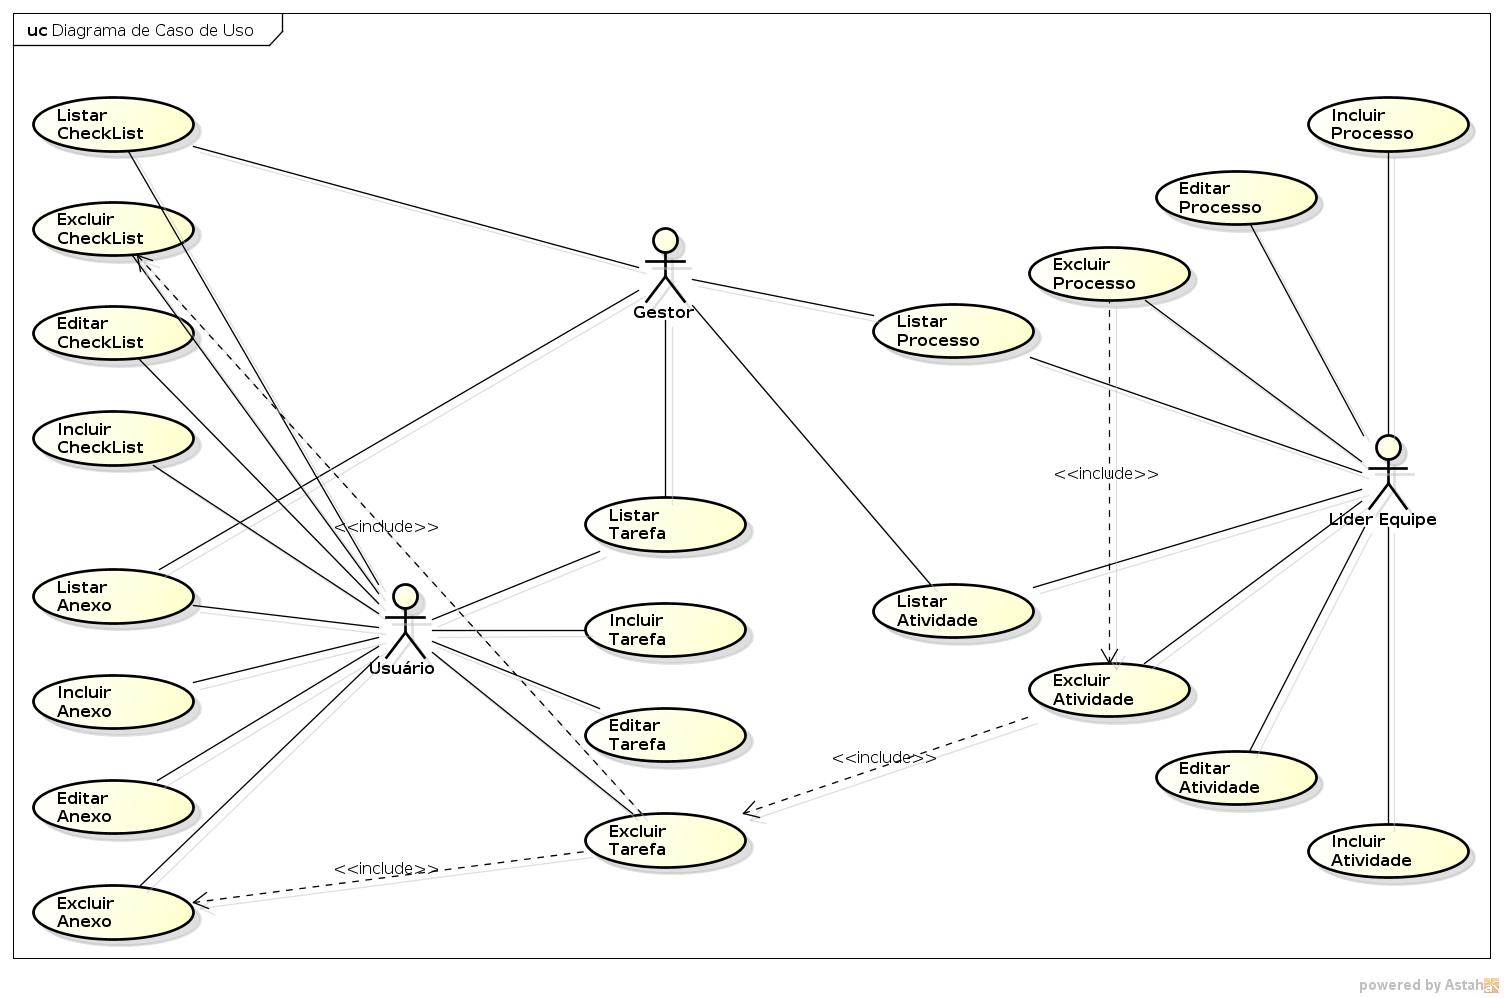 uc Diagrama de Caso de Uso
Listar
CheckList
Excluir
CheckList
Editar
CheckList
Incluir
CheckList
Listar
Anexo
Incluir
Anexo
Editar
Anexo
Excluir
Anexo
<<include>>
<<include>>
Usuário
Gestor
Listar
Tarefa
Incluir
Tarefa
Editar
Tarefa
Excluir
Tarefa
<<include>>
Listar
Processo
Listar
Atividade
Excluir
Processo
<<include>>
Excluir
Atividade
Editar
Processo
Editar
Atividade
Incluir
Processo
Lider Equipe
Incluir
Atividade
powered by Astah